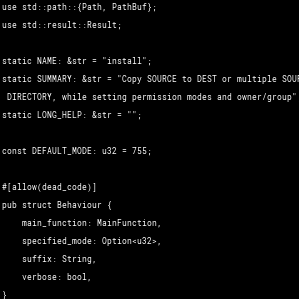 use std::path::{Path, PathBuf};
use std::result::Result;
static NAME: &str = "install";
static SUMMARY: &str = "Copy SOURCE to DEST or multiple
DIRECTORY, while setting permission modes and owner/group"
static LONG_HELP: &str = "";
const DEFAULT_MODE: u32 = 755;
#[allow(dead_code)]
pub struct Behaviour {
main_function: MainFunction,
specified_mode: Option<u32>,
suffix: String,
verbose: bool,
}